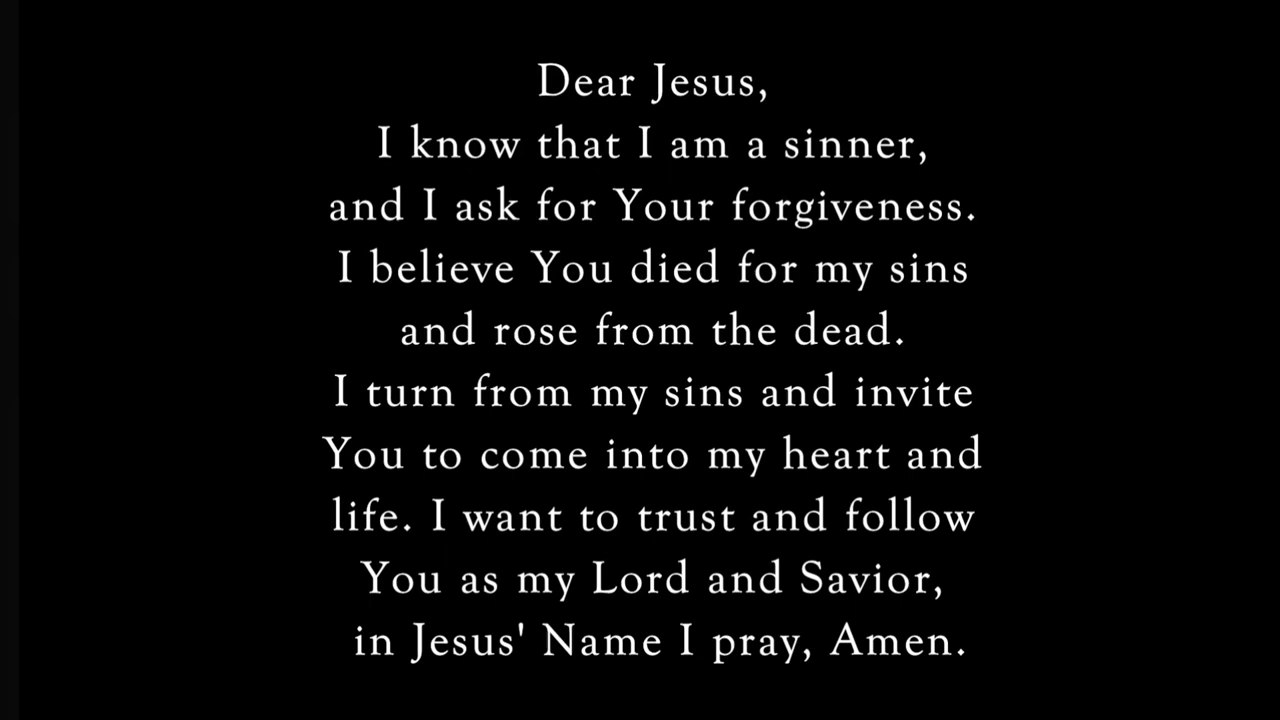 Dear Jesus,
I know that I am a sinner,
and I ask for Your forgiveness.
I believe You died for my sins
and rose from the dead.
I turn from my sins and invite
You to come into my heart and
life. I want to trust and follow
You as my Lord and Savior,
in Jesus' Name I pray, Amen.